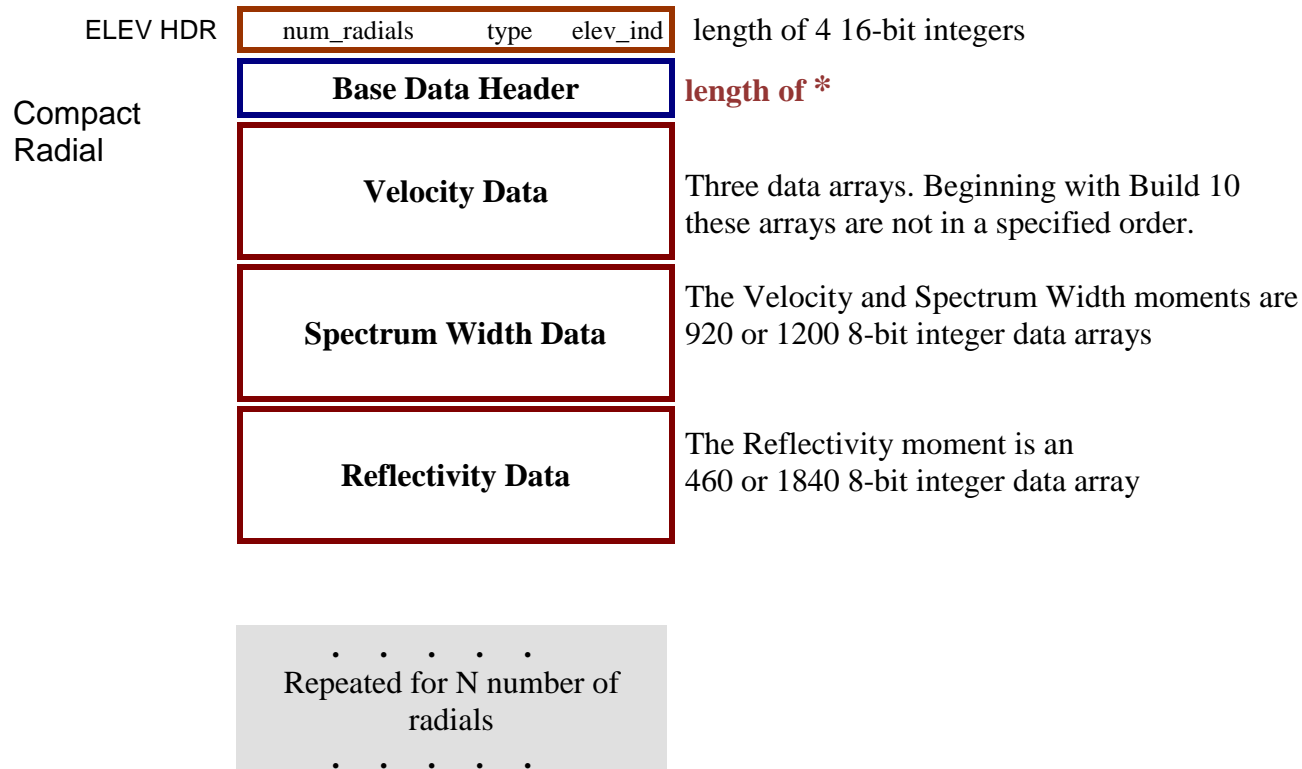 ELEV HDR num_radials type elev_ind length of 4 16-bit integers
Base Data Header length of *
Compact
Radial
Velocity Data
Three data arrays. Beginning with Build 10
these arrays are not in a specified order.
Spectrum Width Data
The Velocity and Spectrum Width moments are
920 or 1200 8-bit integer data arrays
Reflectivity Data
The Reflectivity moment is an
460 or 1840 8-bit integer data array
. . . . .
Repeated for N number of
radials
. . . . .